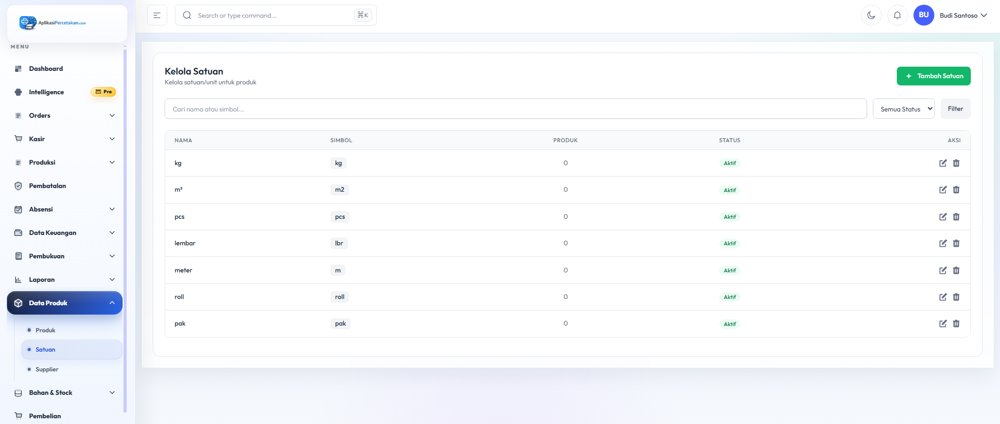 AplikasiPercetakan.com
MENU
Dashboard
Intelligence
Pro
Orders
Kasir
Produksi
Pembatalan
Absensi
Data Keuangan
Pembukuan
Laporan
Data Produk
Produk
Satuan
Supplier
Bahan & Stock
Pembelian
Search or type command...
⌘K
BU
Budi Santoso
Kelola Satuan
Kelola satuan/unit untuk produk
+ Tambah Satuan
Cari nama atau simbol...
Semua Status
Filter
NAMA SIMBOL PRODUK STATUS AKSI
kg kg 0 Aktif
m² m2 0 Aktif
pcs pcs 0 Aktif
lembar lbr 0 Aktif
meter m 0 Aktif
roll roll 0 Aktif
pak pak 0 Aktif